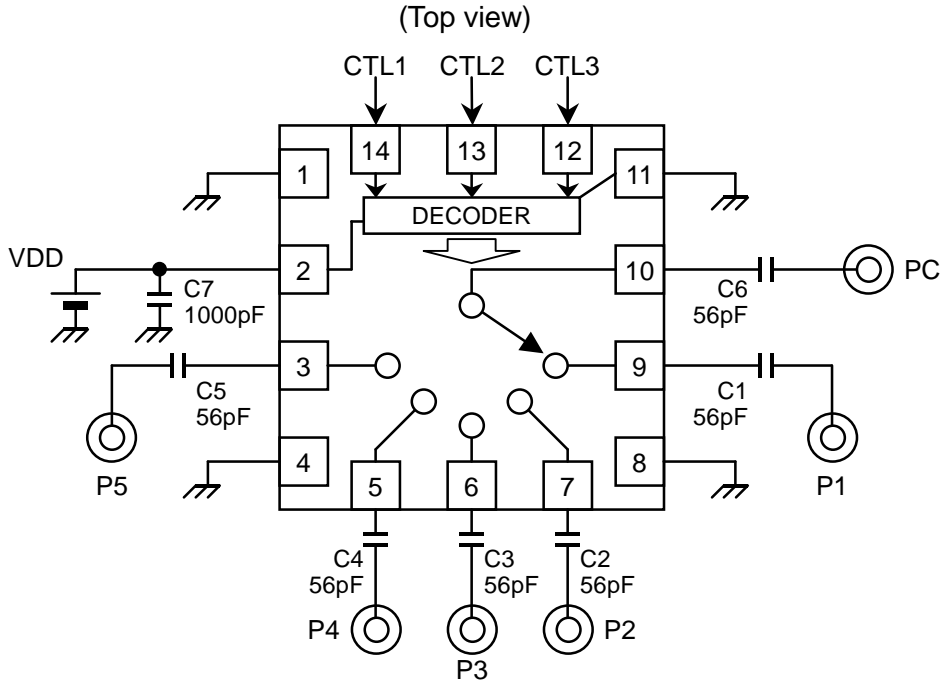 (Top view)
CTL1 CTL2 CTL3
14 13 12
1 11
DECODER
VDD
2 10 PC
C7
1000pF
C6
56pF
3 9
C5
56pF
C1
56pF
4 8
P5 P1
5 6 7
C4
56pF
C3
56pF
C2
56pF
P4 P2
P3